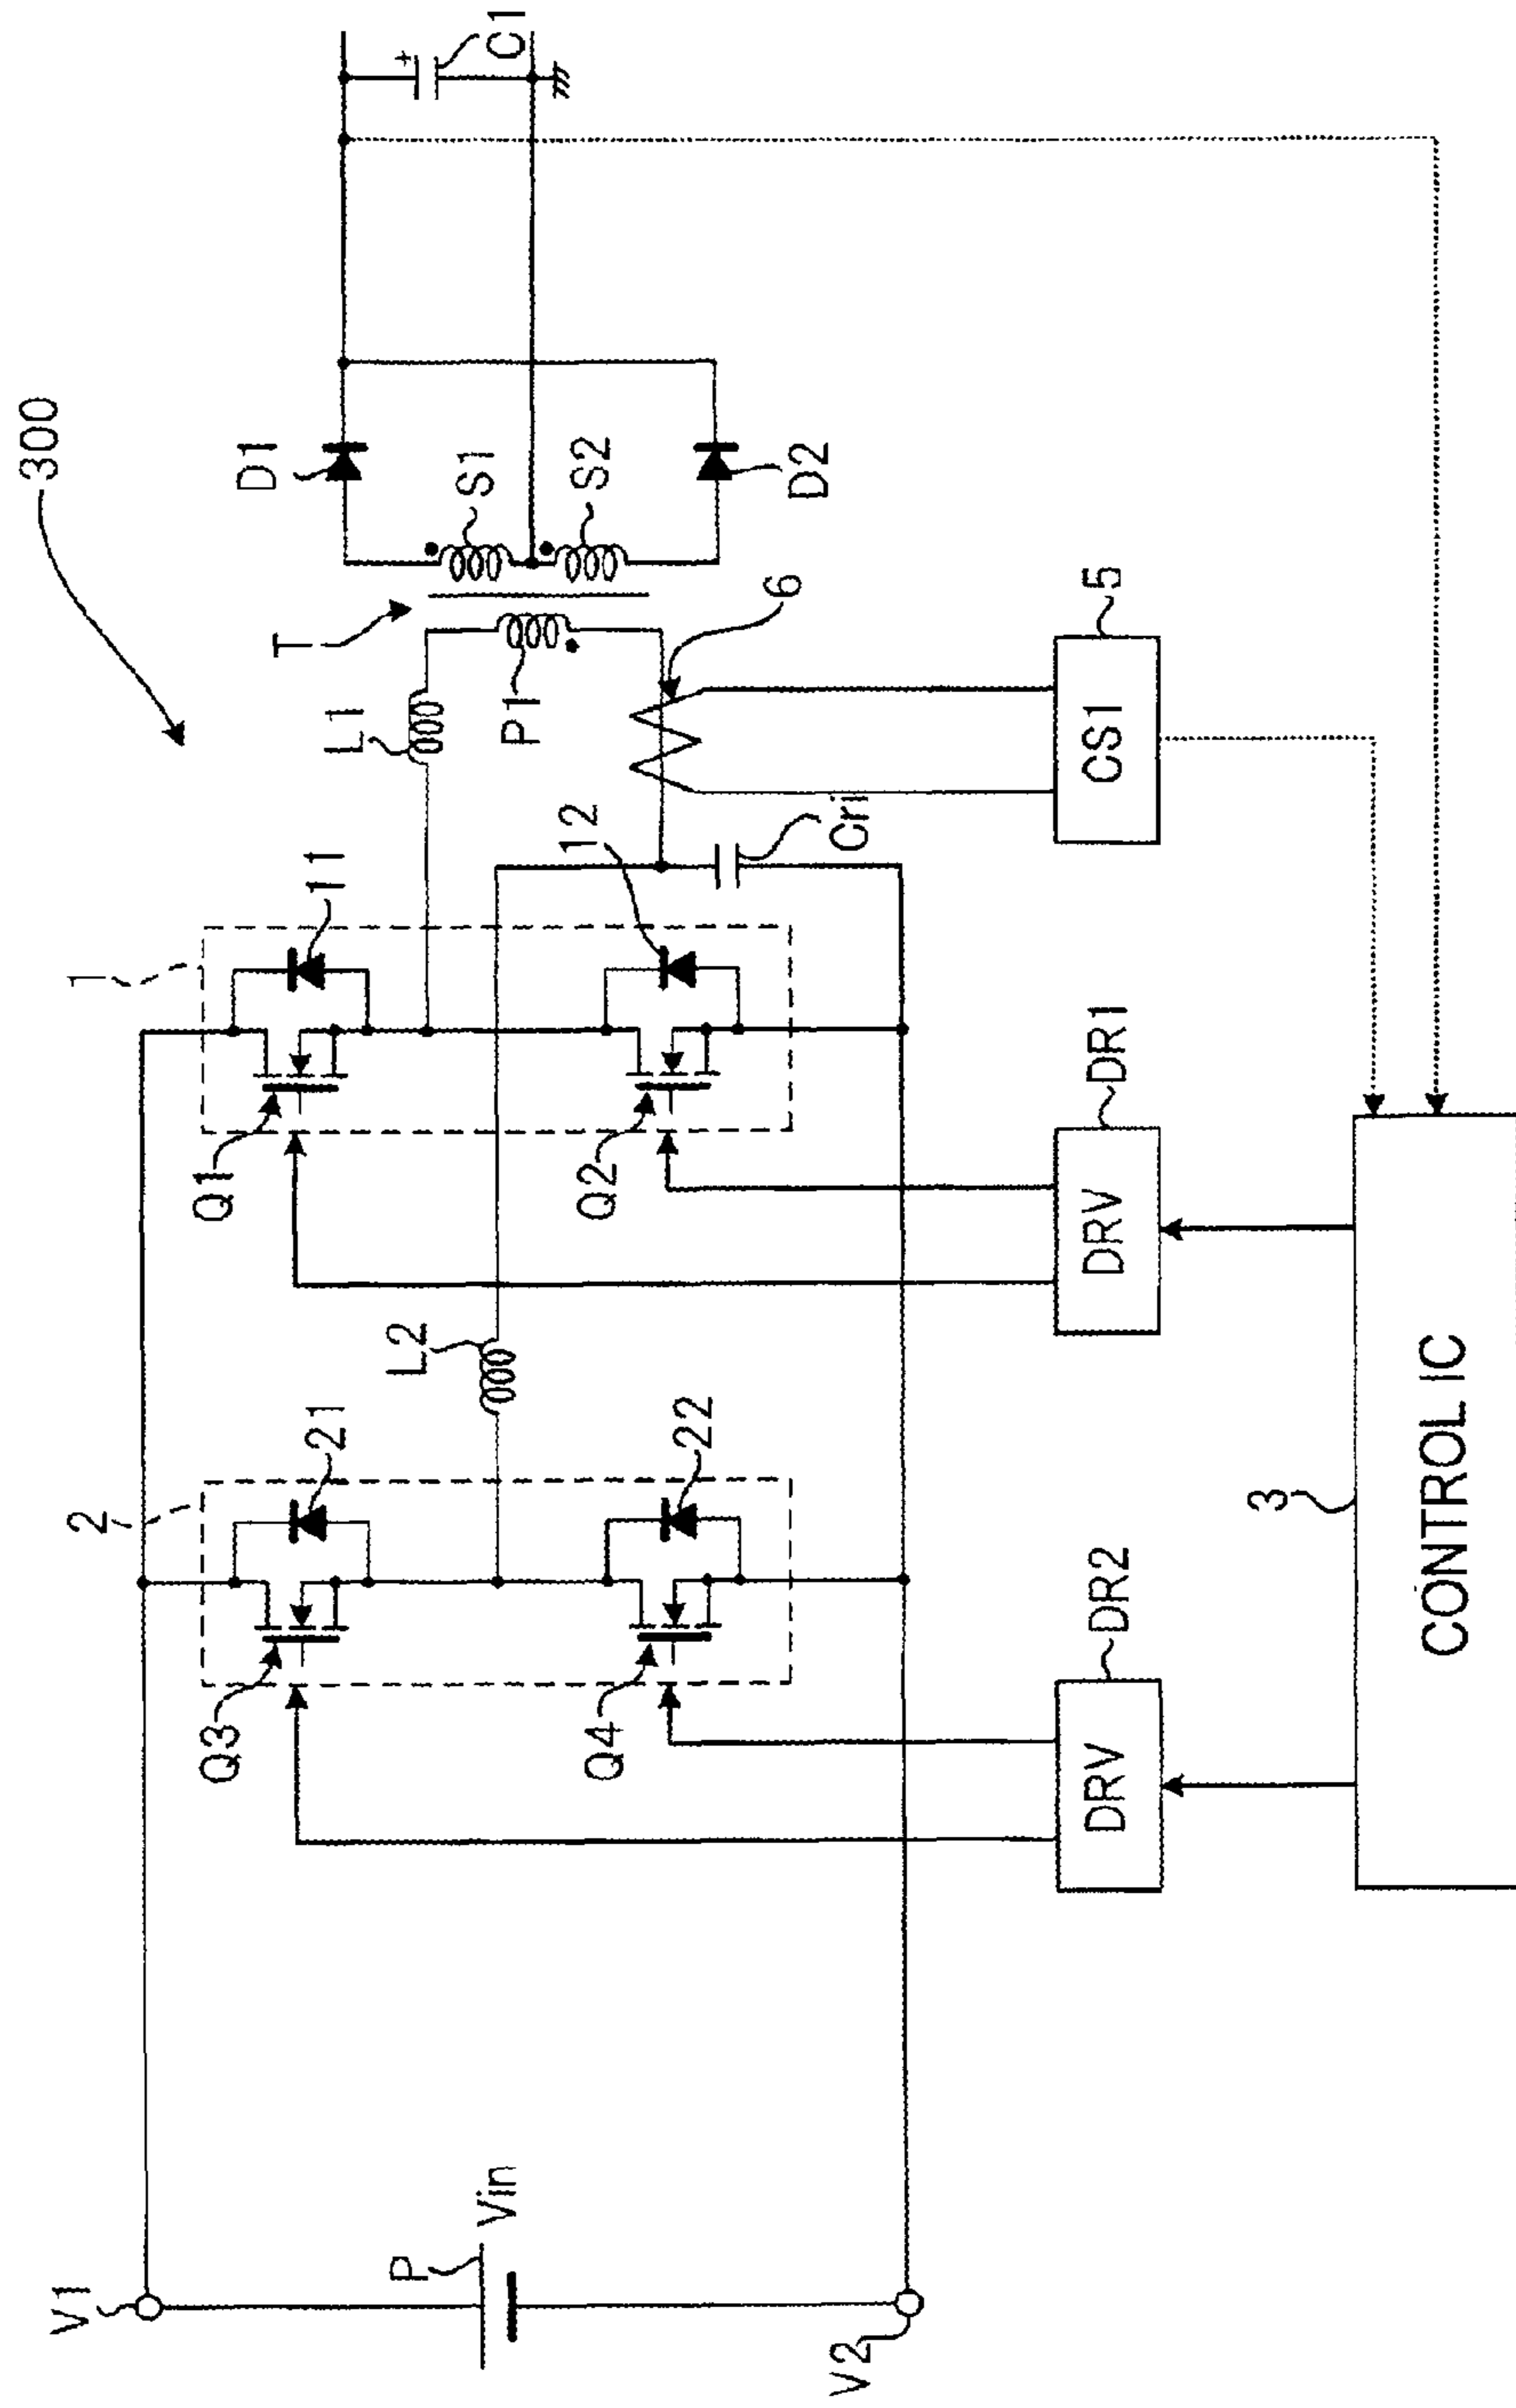 300
V1
P
Vin
V2
2
21
Q3
22
Q4
L2
1
11
Q1
12
Q2
Cri
L1
T
P1
D1
S1
S2
D2
C1
6
CS1
5
DRV
DR1
DRV
DR2
3
CONTROL IC